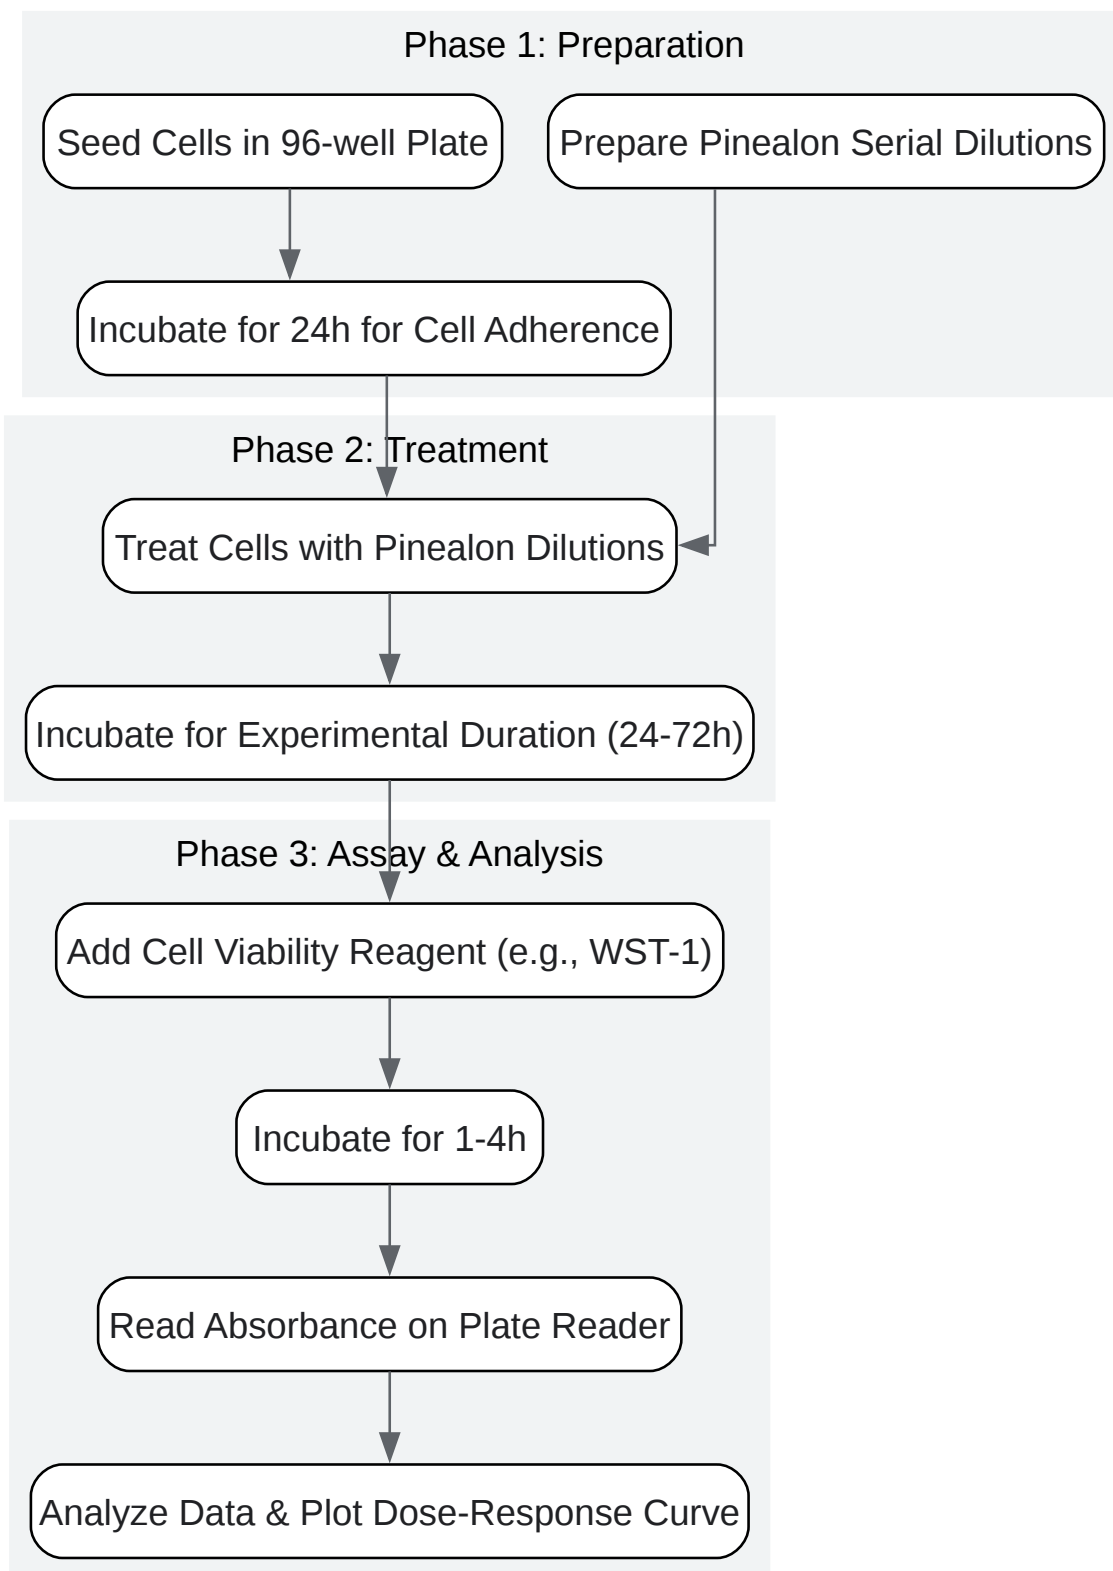 Phase 1: Preparation
Seed Cells in 96-well Plate
Prepare Pinealon Serial Dilutions
Incubate for 24h for Cell Adherence
Phase 2: Treatment
Treat Cells with Pinealon Dilutions
Incubate for Experimental Duration (24-72h)
Phase 3: Assay & Analysis
Add Cell Viability Reagent (e.g., WST-1)
Incubate for 1-4h
Read Absorbance on Plate Reader
Analyze Data & Plot Dose-Response Curve